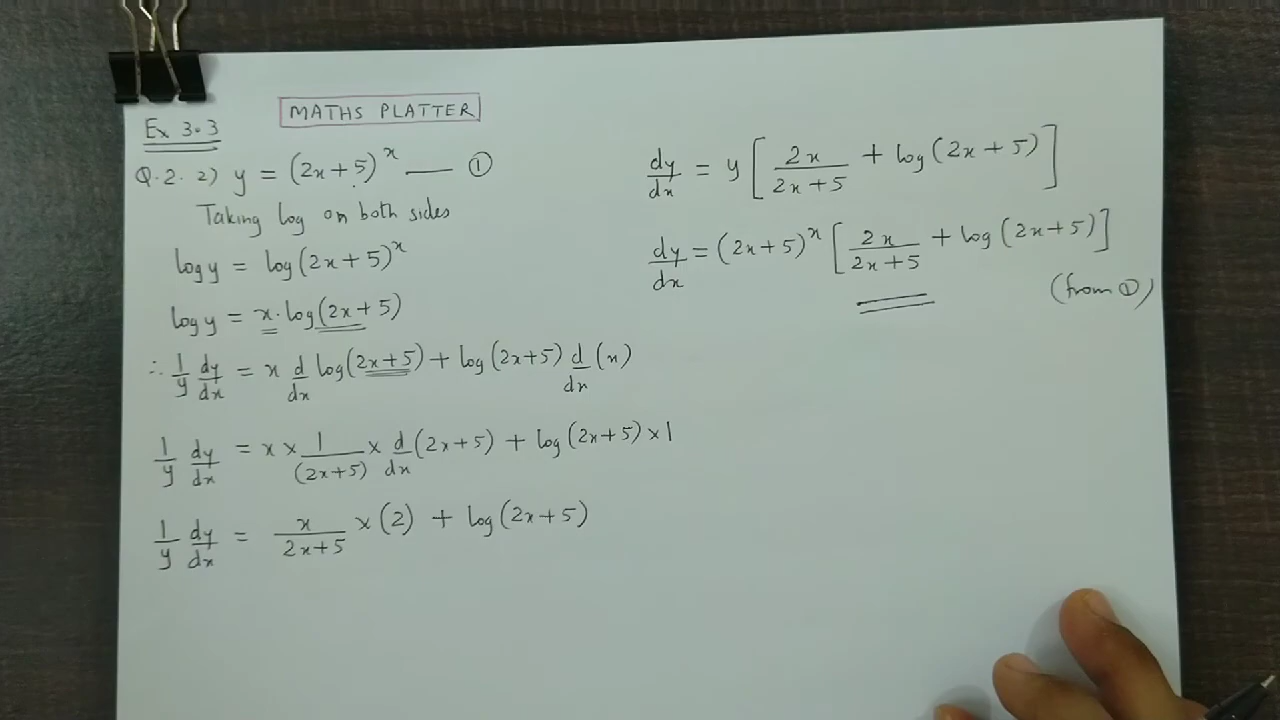 MATHS PLATTER
Ex 3.3
Q.2. 2) y = (2x+5)^x —— ①
Taking log on both sides
log y = log(2x+5)^x
log y = x · log(2x+5)
∴ 1/y dy/dx = x d/dx log(2x+5) + log(2x+5) d/dx (x)
1/y dy/dx = x × 1/(2x+5) × d/dx (2x+5) + log(2x+5) × 1
1/y dy/dx = x/2x+5 × (2) + log(2x+5)
dy/dx = y [2x/2x+5 + log(2x+5)]
dy/dx = (2x+5)^x [2x/2x+5 + log(2x+5)]
(from ①)